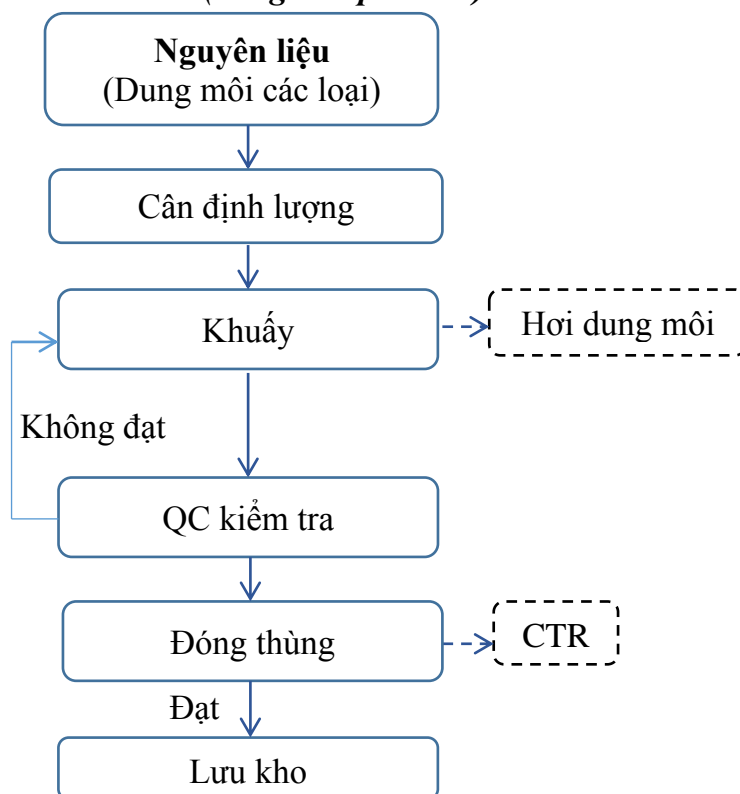 Nguyên liệu
(Dung môi các loại)
Cân định lượng
Khuấy
Hơi dung môi
Không đạt
QC kiểm tra
Đóng thùng
CTR
Đạt
Lưu kho